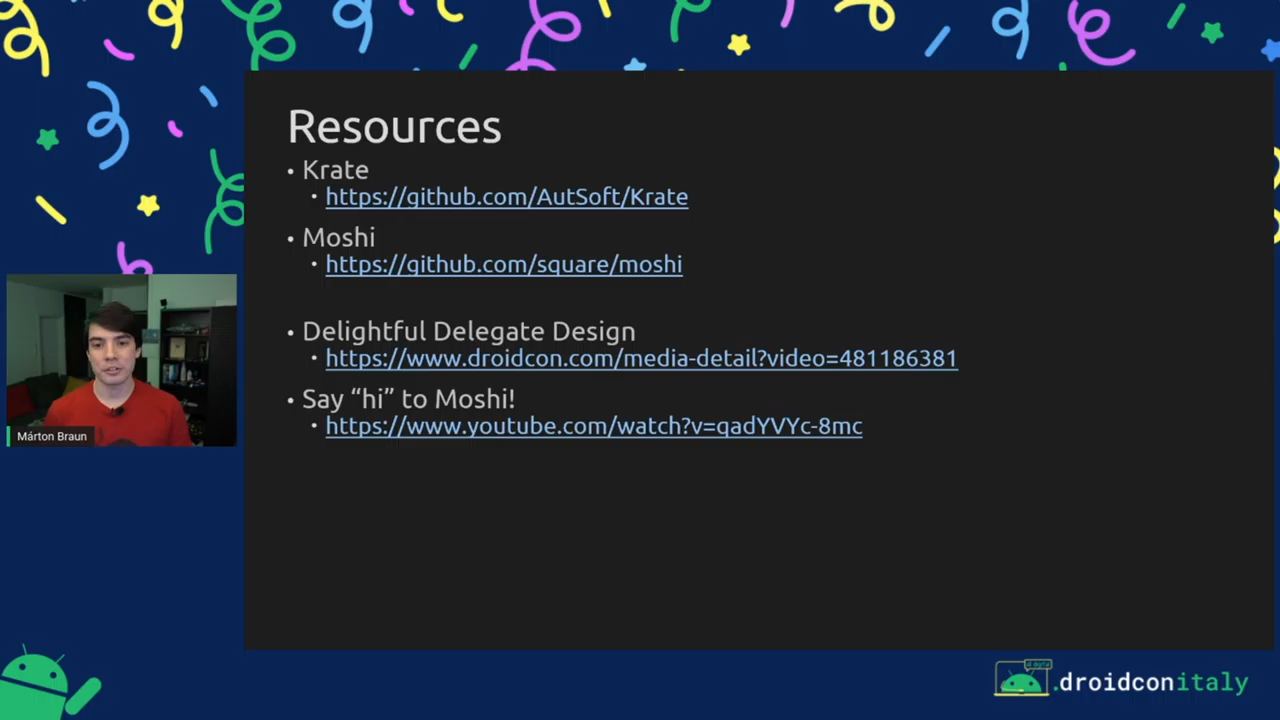 Resources
• Krate
• https://github.com/AutSoft/Krate
• Moshi
• https://github.com/square/moshi
• Delightful Delegate Design
• https://www.droidcon.com/media-detail?video=481186381
• Say “hi” to Moshi!
• https://www.youtube.com/watch?v=qadYVYc-8mc
Márton Braun
.droidconitaly